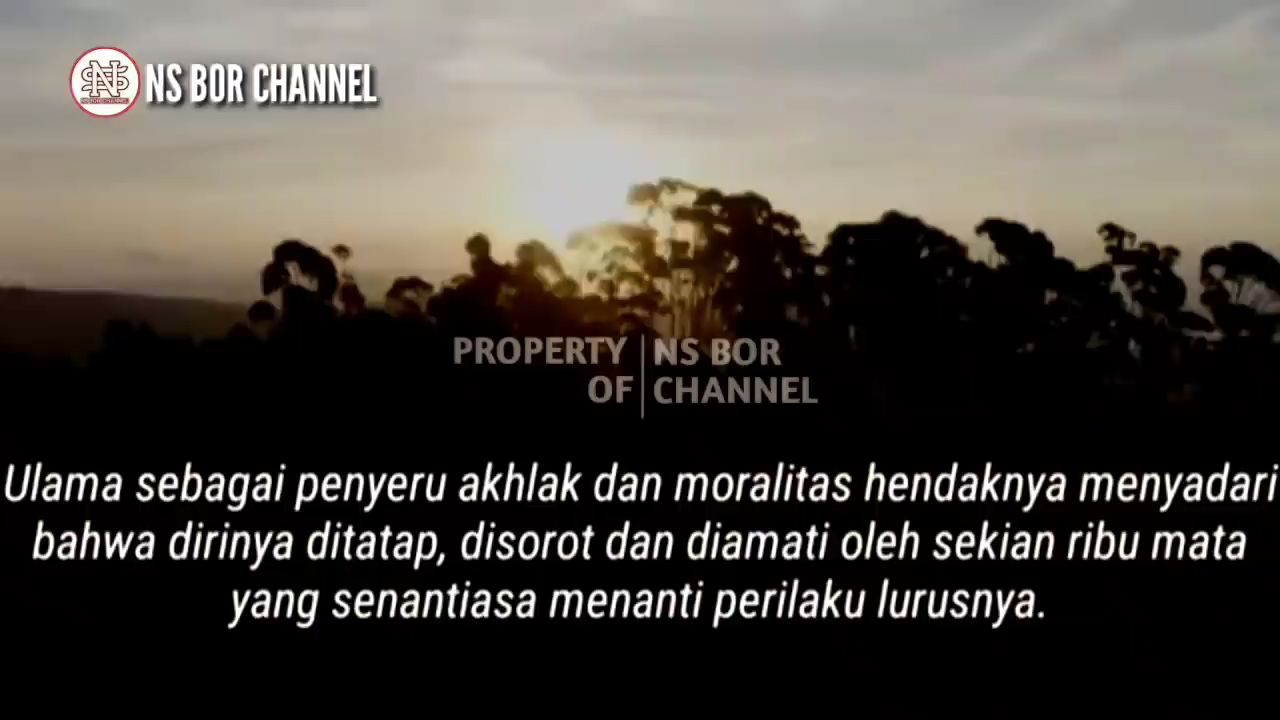 NS BOR CHANNEL
PROPERTY OF
NS BOR CHANNEL
Ulama sebagai penyeru akhlak dan moralitas hendaknya menyadari
bahwa dirinya ditatap, disorot dan diamati oleh sekian ribu mata
yang senantiasa menanti perilaku lurusnya.